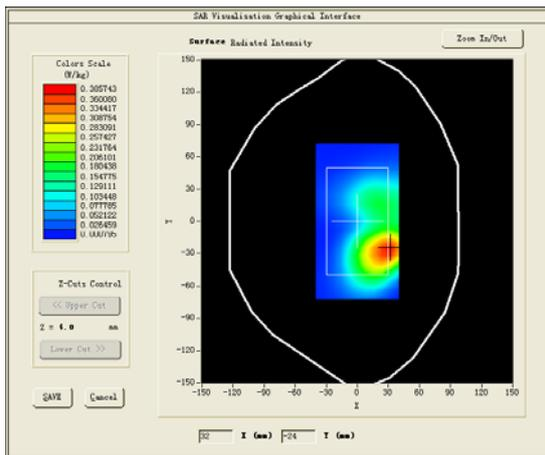 SAR Visualisation Graphical Interface
Surface Radiated Intensity
Zoom In/Out
Colors Scale
(W/kg)
0.385743
0.360080
0.334417
0.308754
0.283091
0.257427
0.231764
0.206101
0.180438
0.154775
0.129111
0.103448
0.077785
0.052122
0.026459
0.000795
Z-Cuts Control
<< Upper Cut
Z = 4.0 mm
Lower Cut >>
SAVE Cancel
150
120
90
60
30
0
-30
-60
-90
-120
-150
Y
-150 -120 -90 -60 -30 0 30 60 90 120 150
X
32 X (mm) -24 Y (mm)